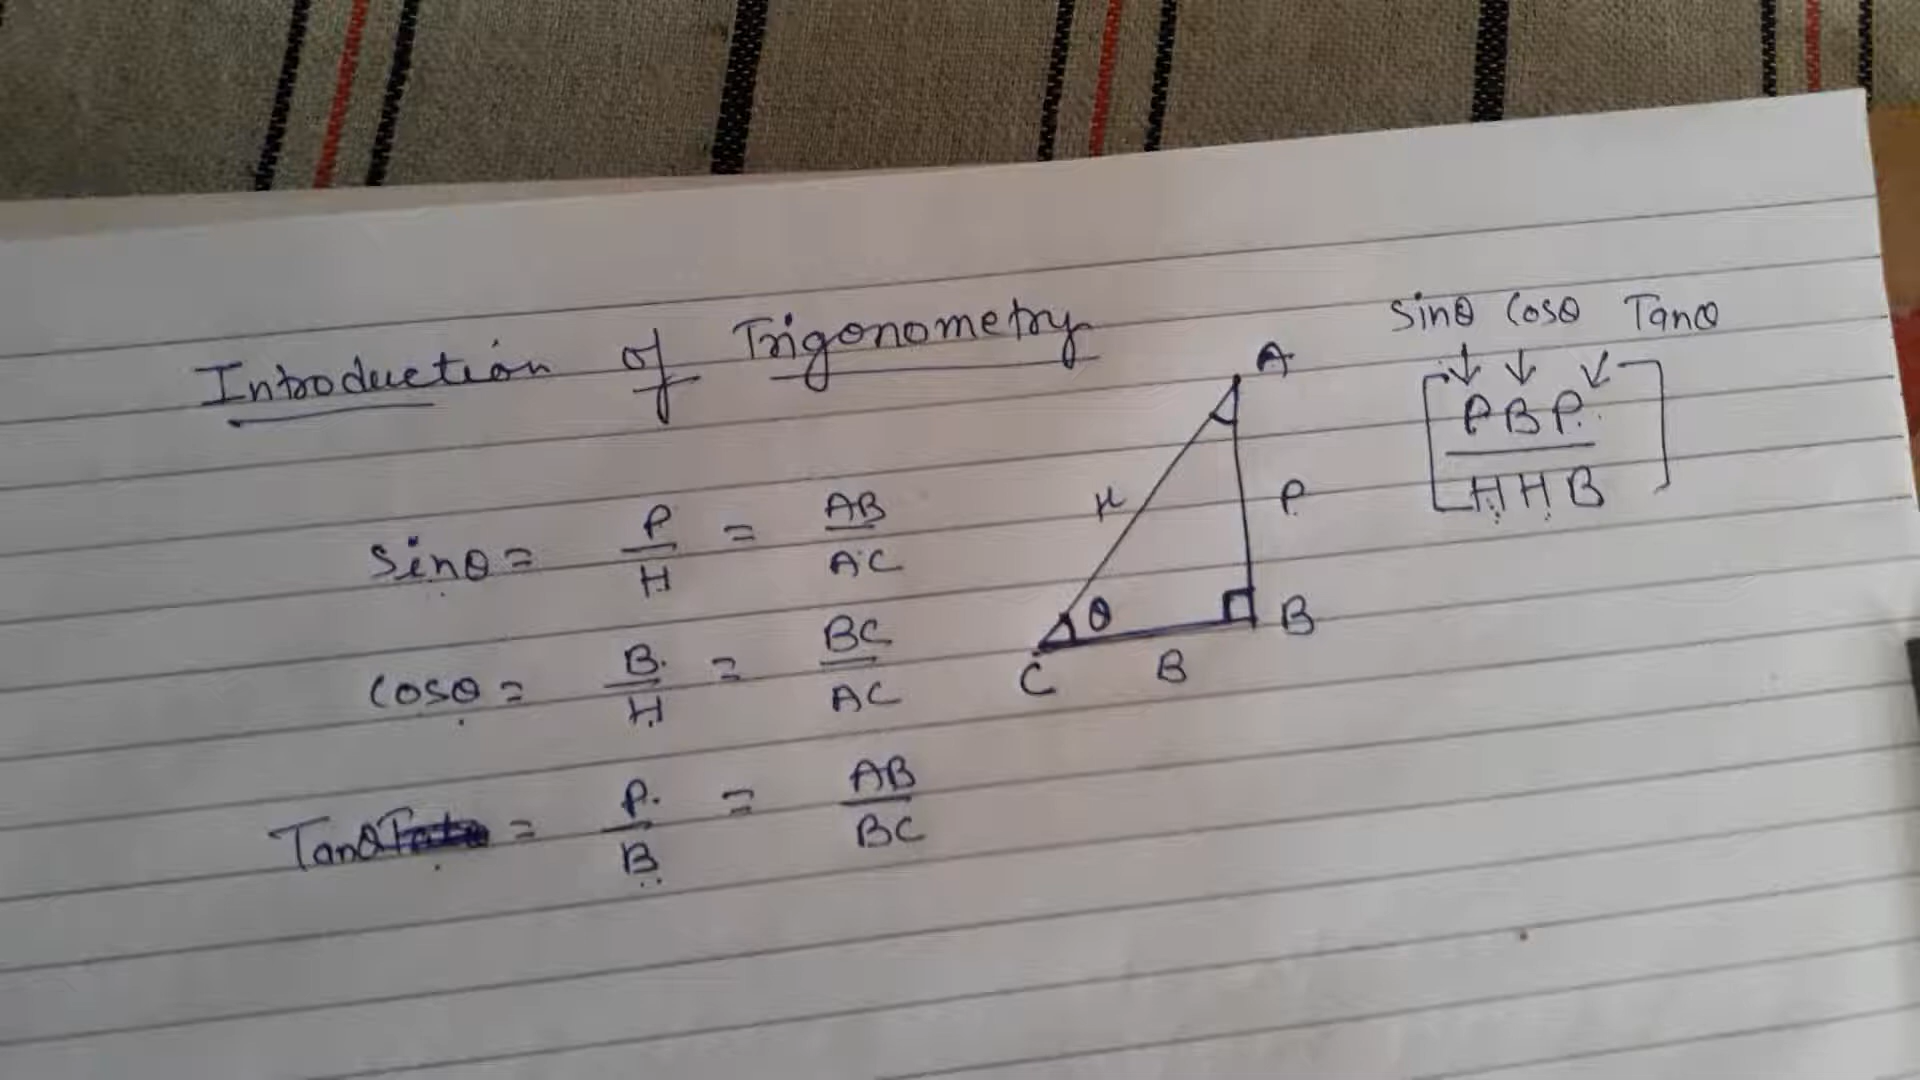 Introduction of Trigonometry
Sinθ Cosθ Tanθ
P B P
H H B
Sinθ = P/H = AB/AC
Cosθ = B/H = BC/AC
Tanθ = P/B = AB/BC
A
H P
θ
C B B